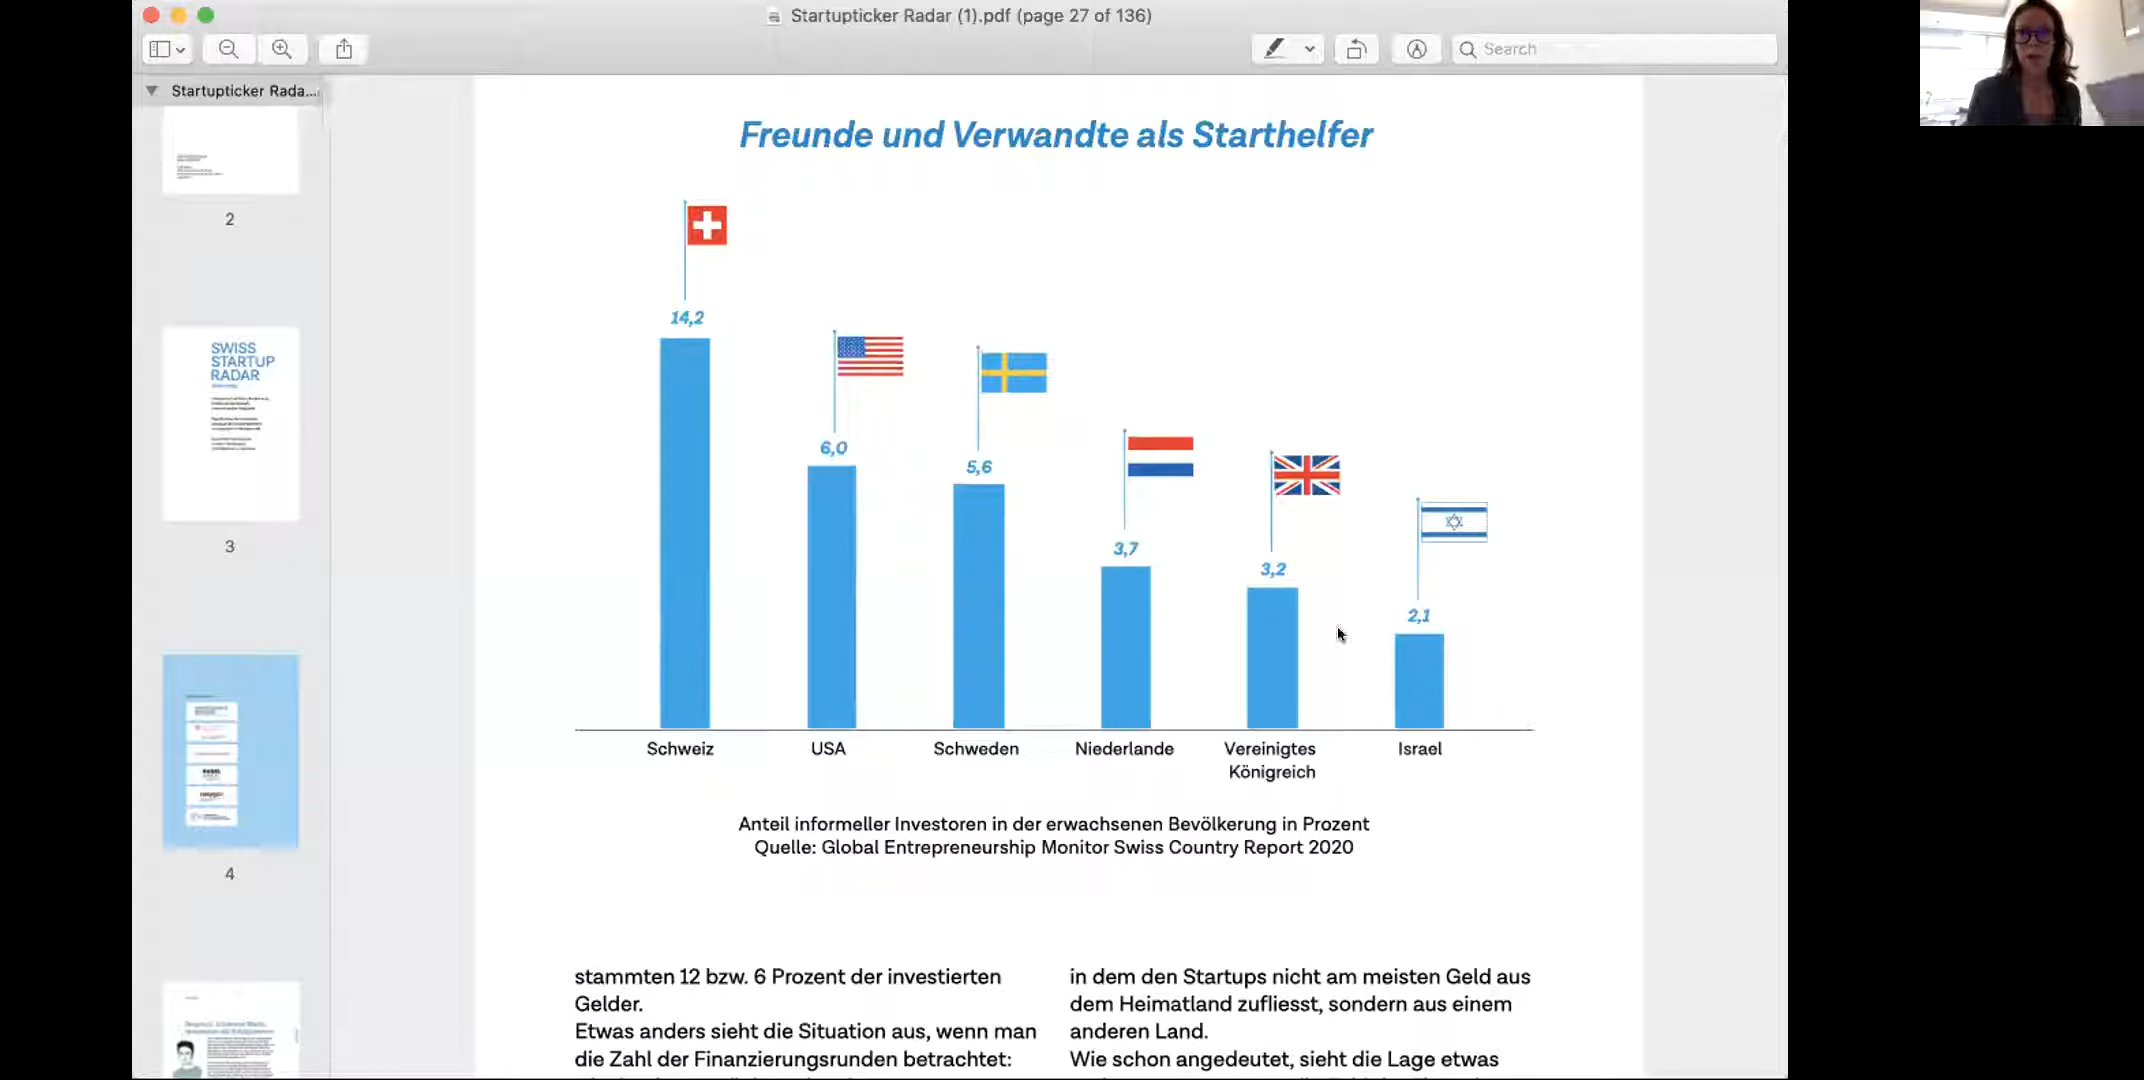 Startupticker Radar (1).pdf (page 27 of 136)
Search
Startupticker Rada...
2
SWISS
STARTUP
RADAR
3
4
Freunde und Verwandte als Starthelfer
14,2
6,0
5,6
3,7
3,2
2,1
Schweiz
USA
Schweden
Niederlande
Vereinigtes
Königreich
Israel
Anteil informeller Investoren in der erwachsenen Bevölkerung in Prozent
Quelle: Global Entrepreneurship Monitor Swiss Country Report 2020
stammten 12 bzw. 6 Prozent der investierten
Gelder.
Etwas anders sieht die Situation aus, wenn man
die Zahl der Finanzierungsrunden betrachtet:
in dem den Startups nicht am meisten Geld aus
dem Heimatland zufliesst, sondern aus einem
anderen Land.
Wie schon angedeutet, sieht die Lage etwas